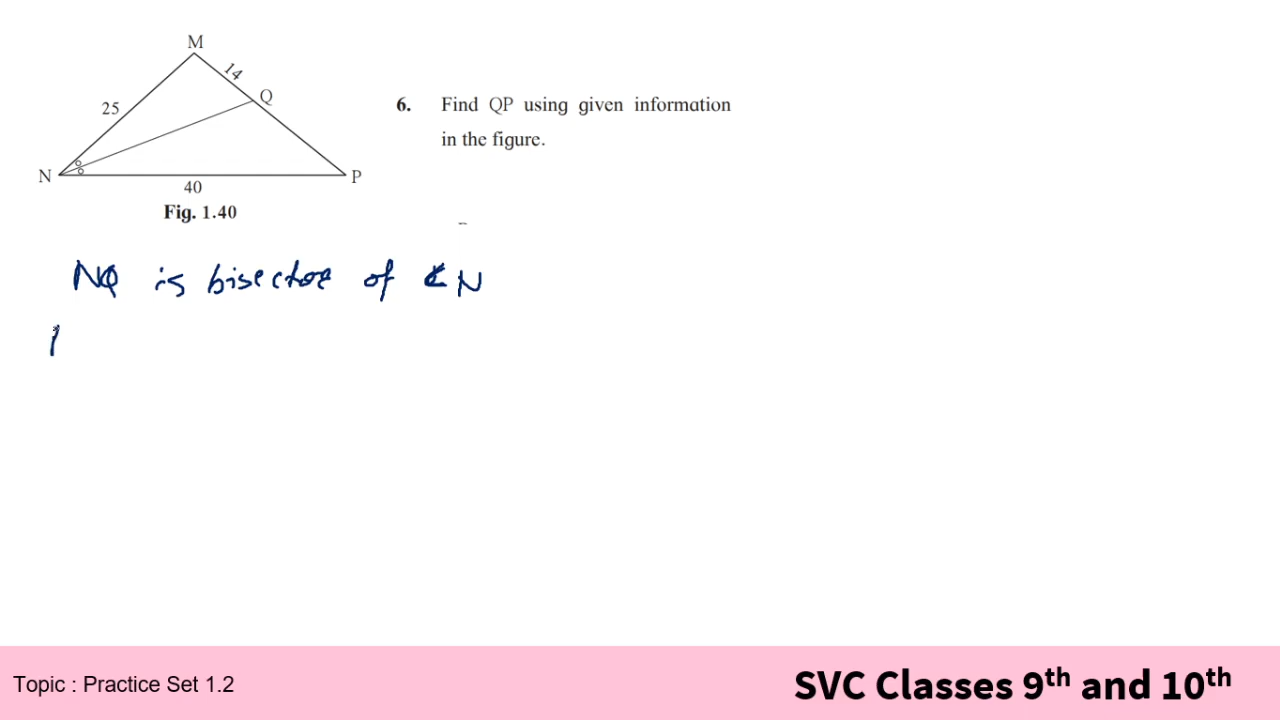 M
14
Q
25
6. Find QP using given information
in the figure.
N
P
40
Fig. 1.40
NQ is bisector of ∠N
Topic : Practice Set 1.2
SVC Classes 9th and 10th